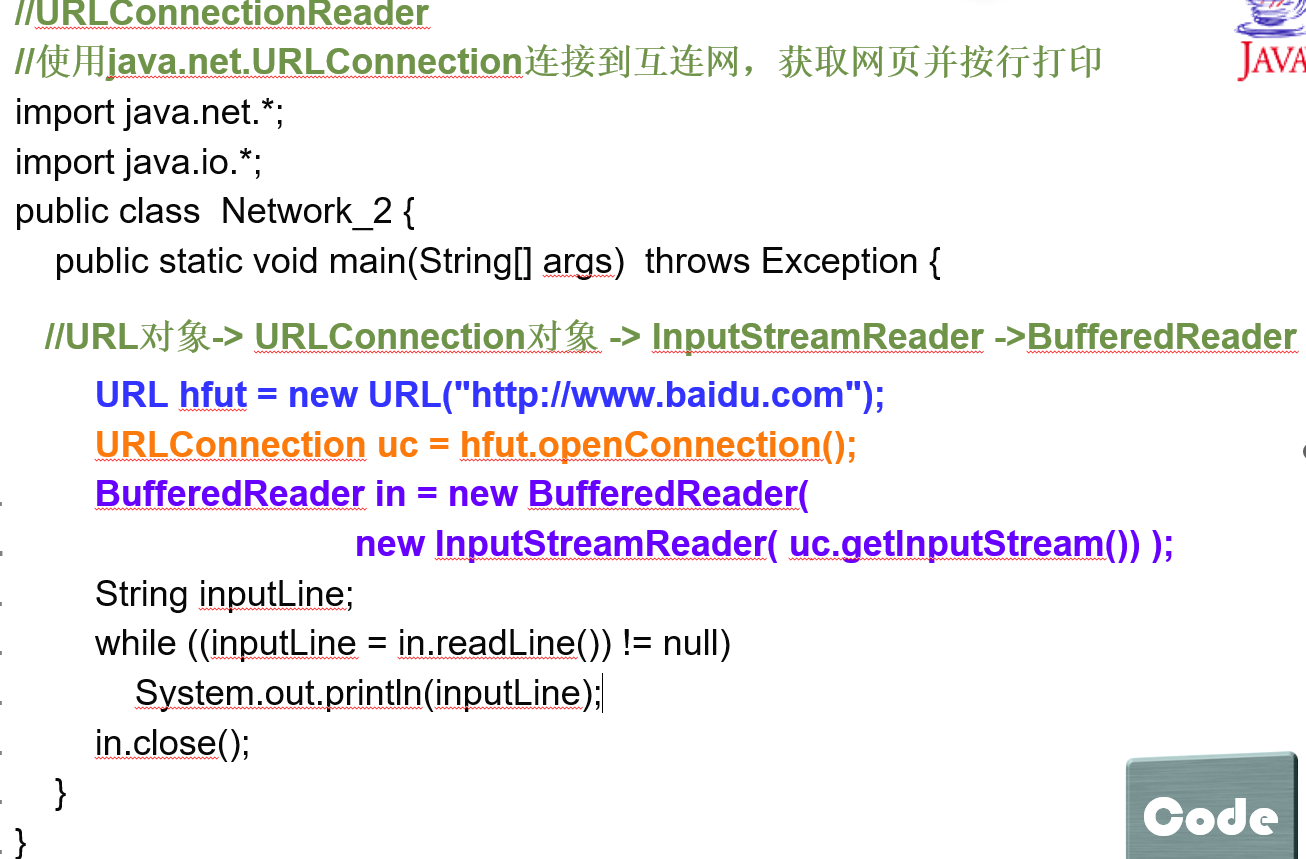 //URLConnectionReader
//使用java.net.URLConnection连接到互连网，获取网页并按行打印
JAVA
import java.net.*;
import java.io.*;
public class  Network_2 {
public static void main(String[] args)  throws Exception {
//URL对象-> URLConnection对象 -> InputStreamReader ->BufferedReader
URL hfut = new URL("http://www.baidu.com");
URLConnection uc = hfut.openConnection();
BufferedReader in = new BufferedReader(
new InputStreamReader( uc.getInputStream()) );
String inputLine;
while ((inputLine = in.readLine()) != null)
System.out.println(inputLine);
in.close();
}
}
Code